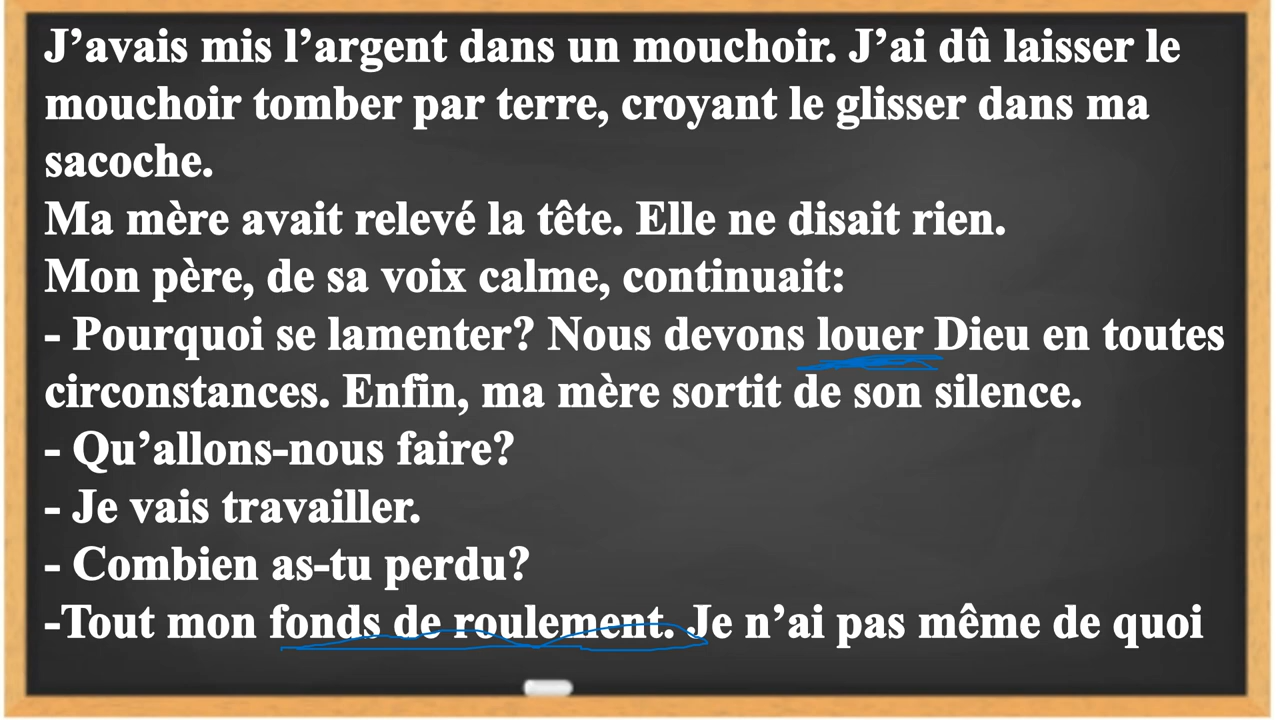 J’avais mis l’argent dans un mouchoir. J’ai dû laisser le
mouchoir tomber par terre, croyant le glisser dans ma
sacoche.
Ma mère avait relevé la tête. Elle ne disait rien.
Mon père, de sa voix calme, continuait:
- Pourquoi se lamenter? Nous devons louer Dieu en toutes
circonstances. Enfin, ma mère sortit de son silence.
- Qu’allons-nous faire?
- Je vais travailler.
- Combien as-tu perdu?
-Tout mon fonds de roulement. Je n’ai pas même de quoi